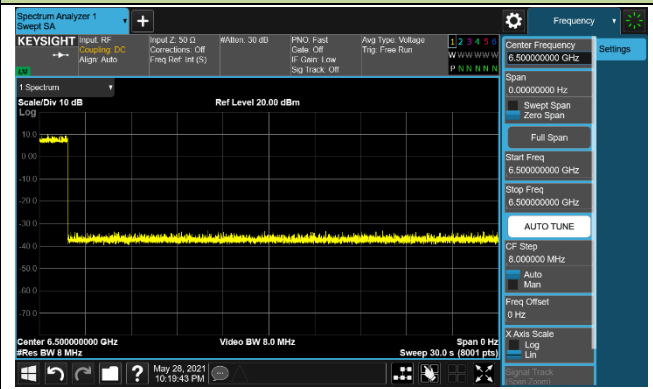 Spectrum Analyzer 1
Swept SA
+
Frequency
KEYSIGHT
Input: RF
Coupling: DC
Align: Auto
Input Z: 50 Ω
Corrections: Off
Freq Ref: Int (S)
#Atten: 30 dB
PNO: Fast
Gate: Off
IF Gain: Low
Sig Track: Off
Avg Type: Voltage
Trig: Free Run
1 2 3 4 5 6
W W W W W W
P N N N N N
Center Frequency
6.500000000 GHz
Settings
Span
0.00000000 Hz
Swept Span
Zero Span
Full Span
Start Freq
6.500000000 GHz
Stop Freq
6.500000000 GHz
AUTO TUNE
CF Step
8.000000 MHz
Auto
Man
Freq Offset
0 Hz
X Axis Scale
Log
Lin
Signal Track
(Span Zoom)
1 Spectrum
Scale/Div 10 dB
Ref Level 20.00 dBm
Log
10.0
0.00
-10.0
-20.0
-30.0
-40.0
-50.0
-60.0
-70.0
Center 6.500000000 GHz
#Res BW 8 MHz
Video BW 8.0 MHz
Span 0 Hz
Sweep 30.0 s (8001 pts)
?
May 28, 2021
10:19:43 PM